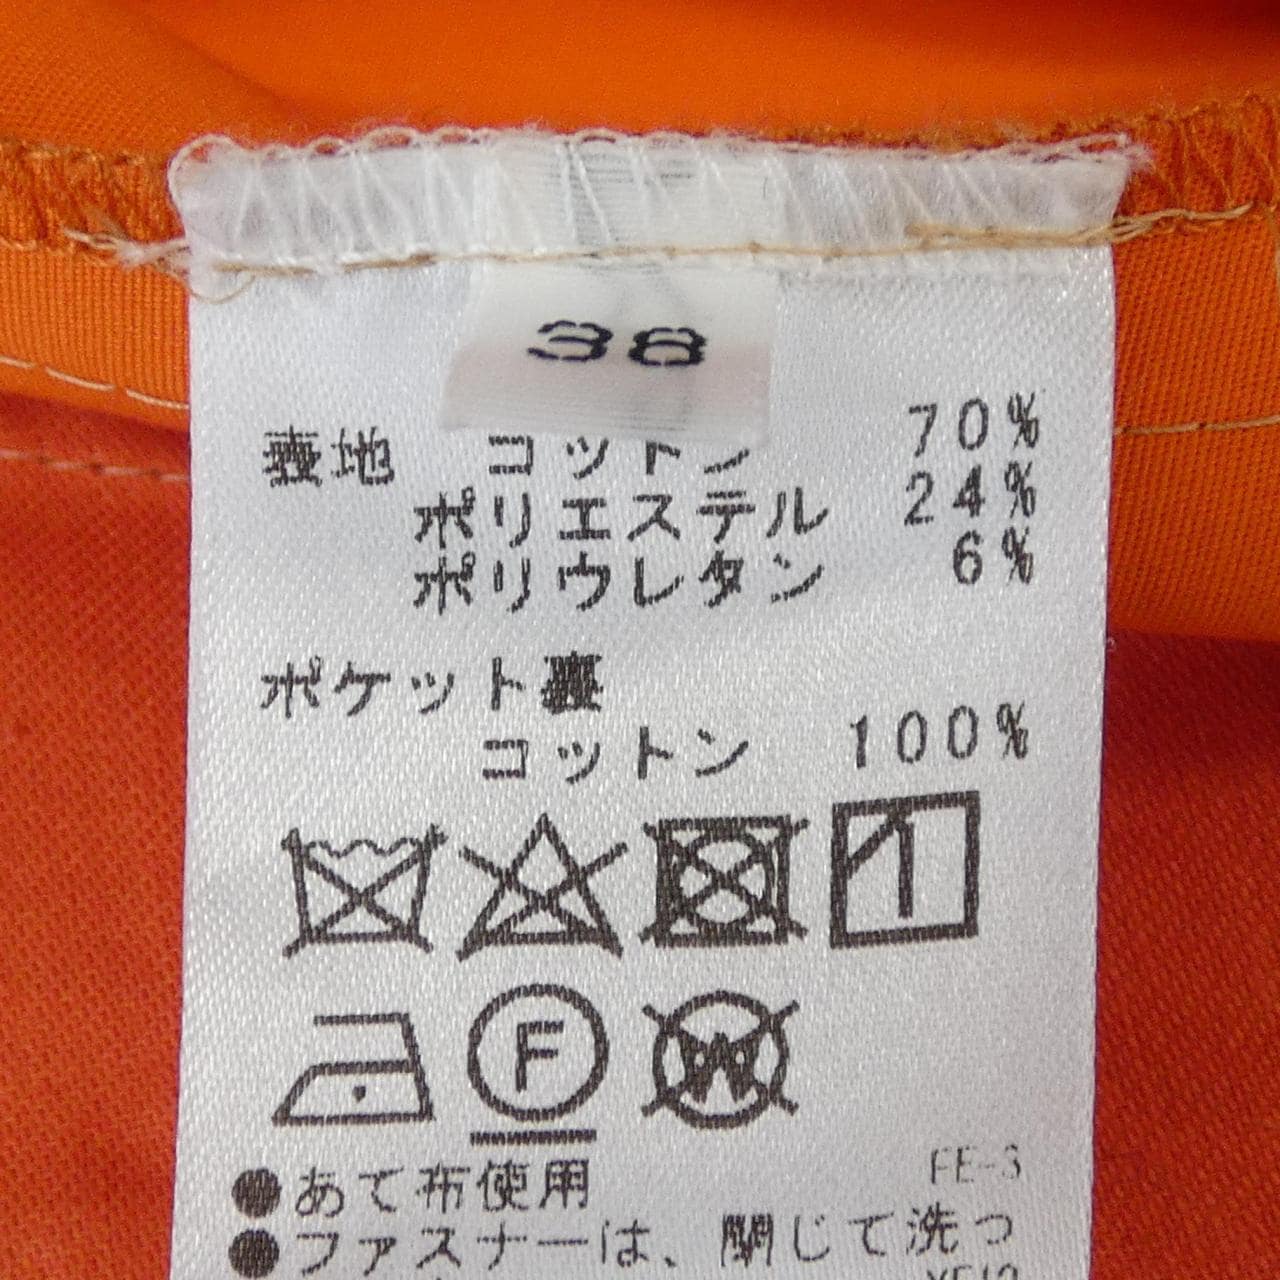 38
表地 コットン 70%
ポリエステル 24%
ポリウレタン 6%
ポケット裏
コットン 100%
F
W
●あて布使用
FE-3
●ファスナーは、閉じて洗っ